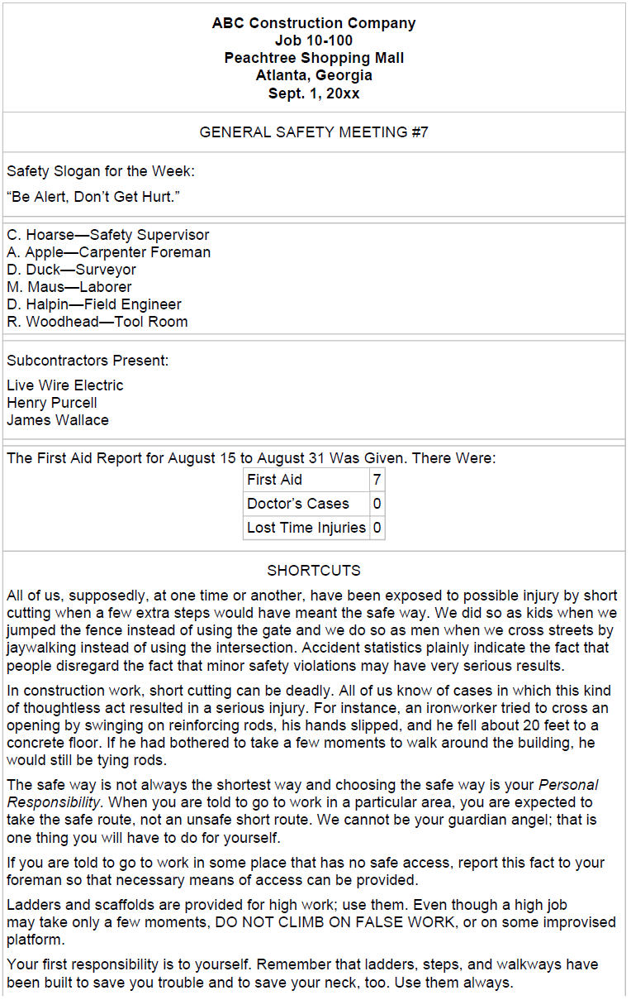 ABC Construction Company
Job 10-100
Peachtree Shopping Mall
Atlanta, Georgia
Sept. 1, 20xx
GENERAL SAFETY MEETING #7
Safety Slogan for the Week:
“Be Alert, Don’t Get Hurt.”
C. Hoarse—Safety Supervisor
A. Apple—Carpenter Foreman
D. Duck—Surveyor
M. Maus—Laborer
D. Halpin—Field Engineer
R. Woodhead—Tool Room
Subcontractors Present:
Live Wire Electric
Henry Purcell
James Wallace
The First Aid Report for August 15 to August 31 Was Given. There Were:
First Aid 7
Doctor’s Cases 0
Lost Time Injuries 0
SHORTCUTS
All of us, supposedly, at one time or another, have been exposed to possible injury by short
cutting when a few extra steps would have meant the safe way. We did so as kids when we
jumped the fence instead of using the gate and we do so as men when we cross streets by
jaywalking instead of using the intersection. Accident statistics plainly indicate the fact that
people disregard the fact that minor safety violations may have very serious results.
In construction work, short cutting can be deadly. All of us know of cases in which this kind
of thoughtless act resulted in a serious injury. For instance, an ironworker tried to cross an
opening by swinging on reinforcing rods, his hands slipped, and he fell about 20 feet to a
concrete floor. If he had bothered to take a few moments to walk around the building, he
would still be tying rods.
The safe way is not always the shortest way and choosing the safe way is your Personal
Responsibility. When you are told to go to work in a particular area, you are expected to
take the safe route, not an unsafe short route. We cannot be your guardian angel; that is
one thing you will have to do for yourself.
If you are told to go to work in some place that has no safe access, report this fact to your
foreman so that necessary means of access can be provided.
Ladders and scaffolds are provided for high work; use them. Even though a high job
may take only a few moments, DO NOT CLIMB ON FALSE WORK, or on some improvised
platform.
Your first responsibility is to yourself. Remember that ladders, steps, and walkways have
been built to save you trouble and to save your neck, too. Use them always.